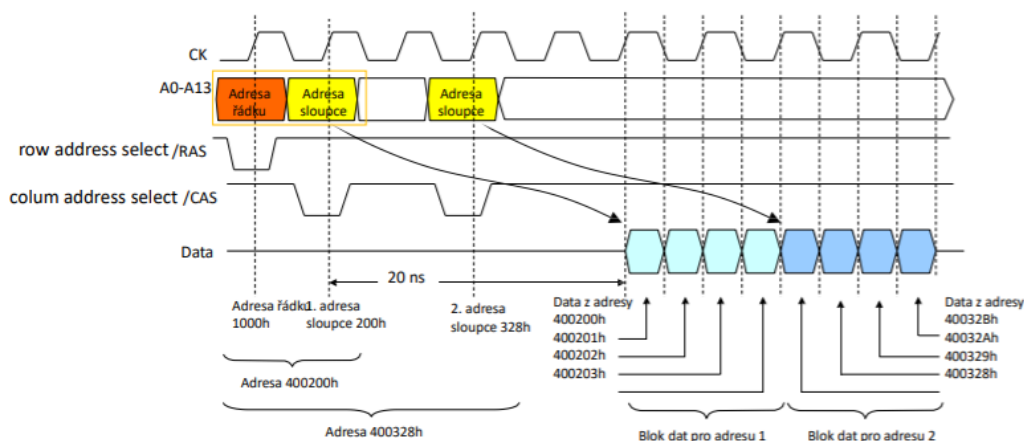 CK
A0-A13
Adresa
řádku
Adresa
sloupce
Adresa
sloupce
row address select /RAS
colum address select /CAS
Data
20 ns
Adresa řádku
1000h
1. adresa
sloupce 200h
2. adresa
sloupce 328h
Data z adresy
400200h
400201h
400202h
400203h
Data z adresy
40032Bh
40032Ah
400329h
400328h
Adresa 400200h
Adresa 400328h
Blok dat pro adresu 1
Blok dat pro adresu 2